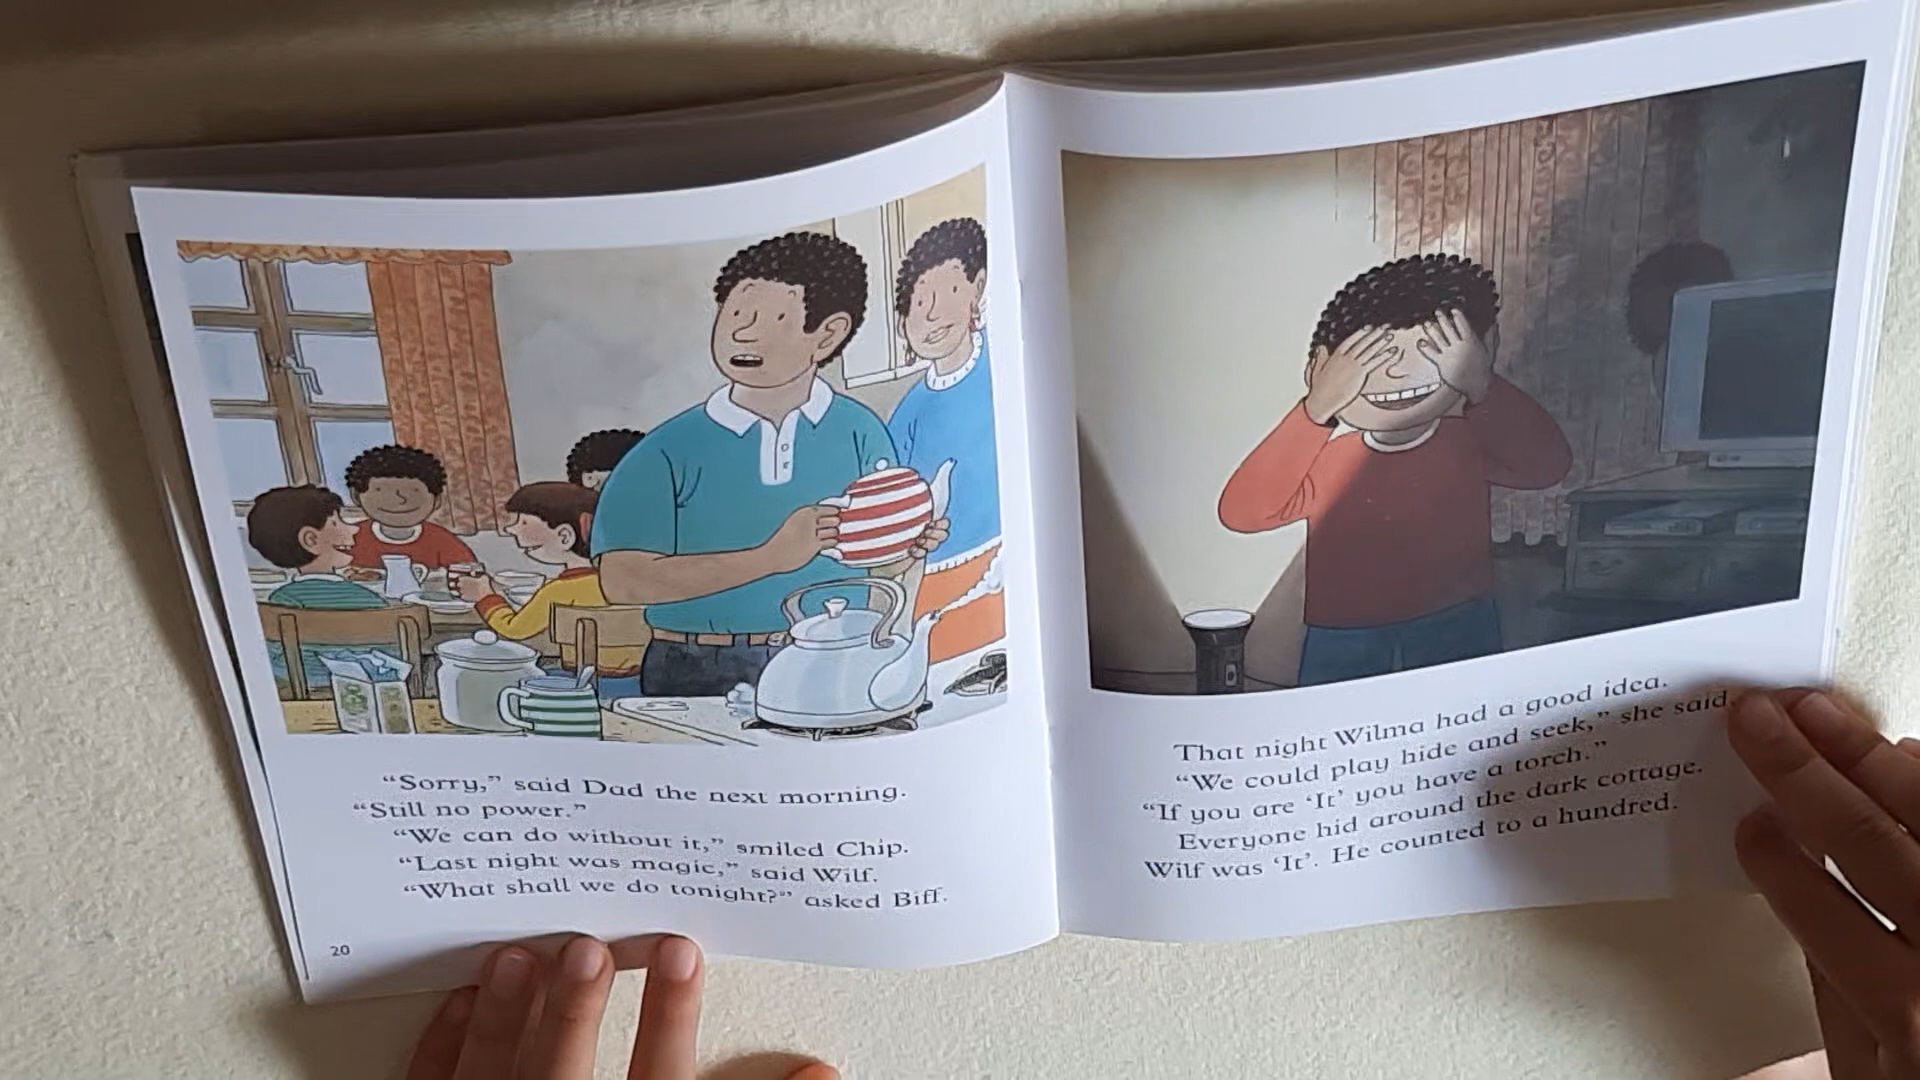 “Sorry,” said Dad the next morning.
“Still no power.”
“We can do without it,” smiled Chip.
“Last night was magic,” said Wilf.
“What shall we do tonight?” asked Biff.
20
That night Wilma had a good idea.
“We could play hide and seek,” she said.
“If you are ‘It’ you have a torch.”
Everyone hid around the dark cottage.
Wilf was ‘It’. He counted to a hundred.